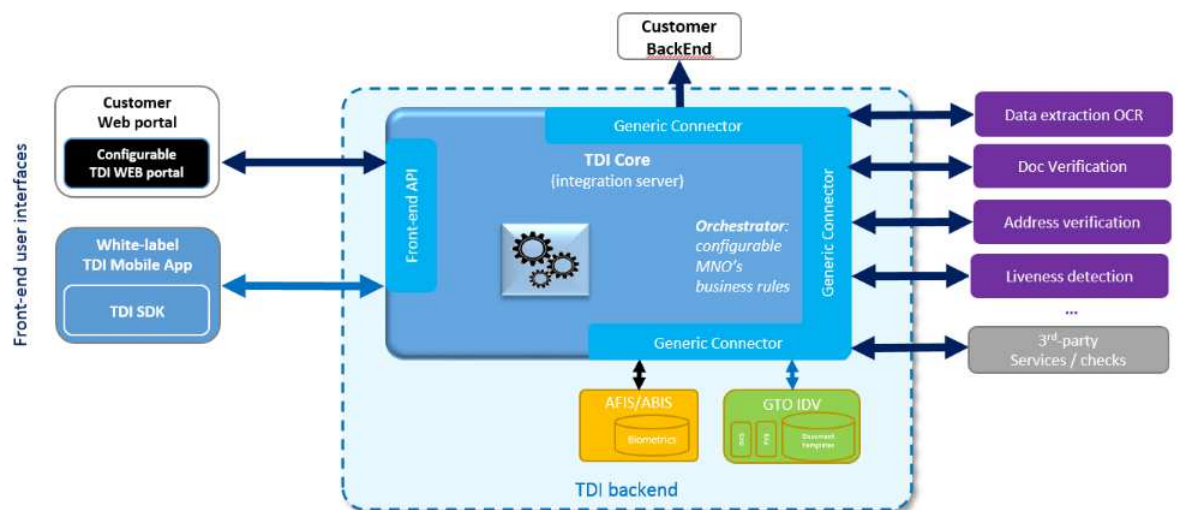 Customer
BackEnd
Front-end user interfaces
Customer
Web portal
Configurable
TDI WEB portal
White-label
TDI Mobile App
TDI SDK
Front-end API
Generic Connector
TDI Core
(integration server)
Orchestrator:
configurable
MNO's
business rules
Generic Connector
Generic Connector
Data extraction OCR
Doc Verification
Address verification
Liveness detection
...
3rd-party
Services / checks
AFIS/ABIS
Biometrics
GTO IDV
Document
templates
TDI backend